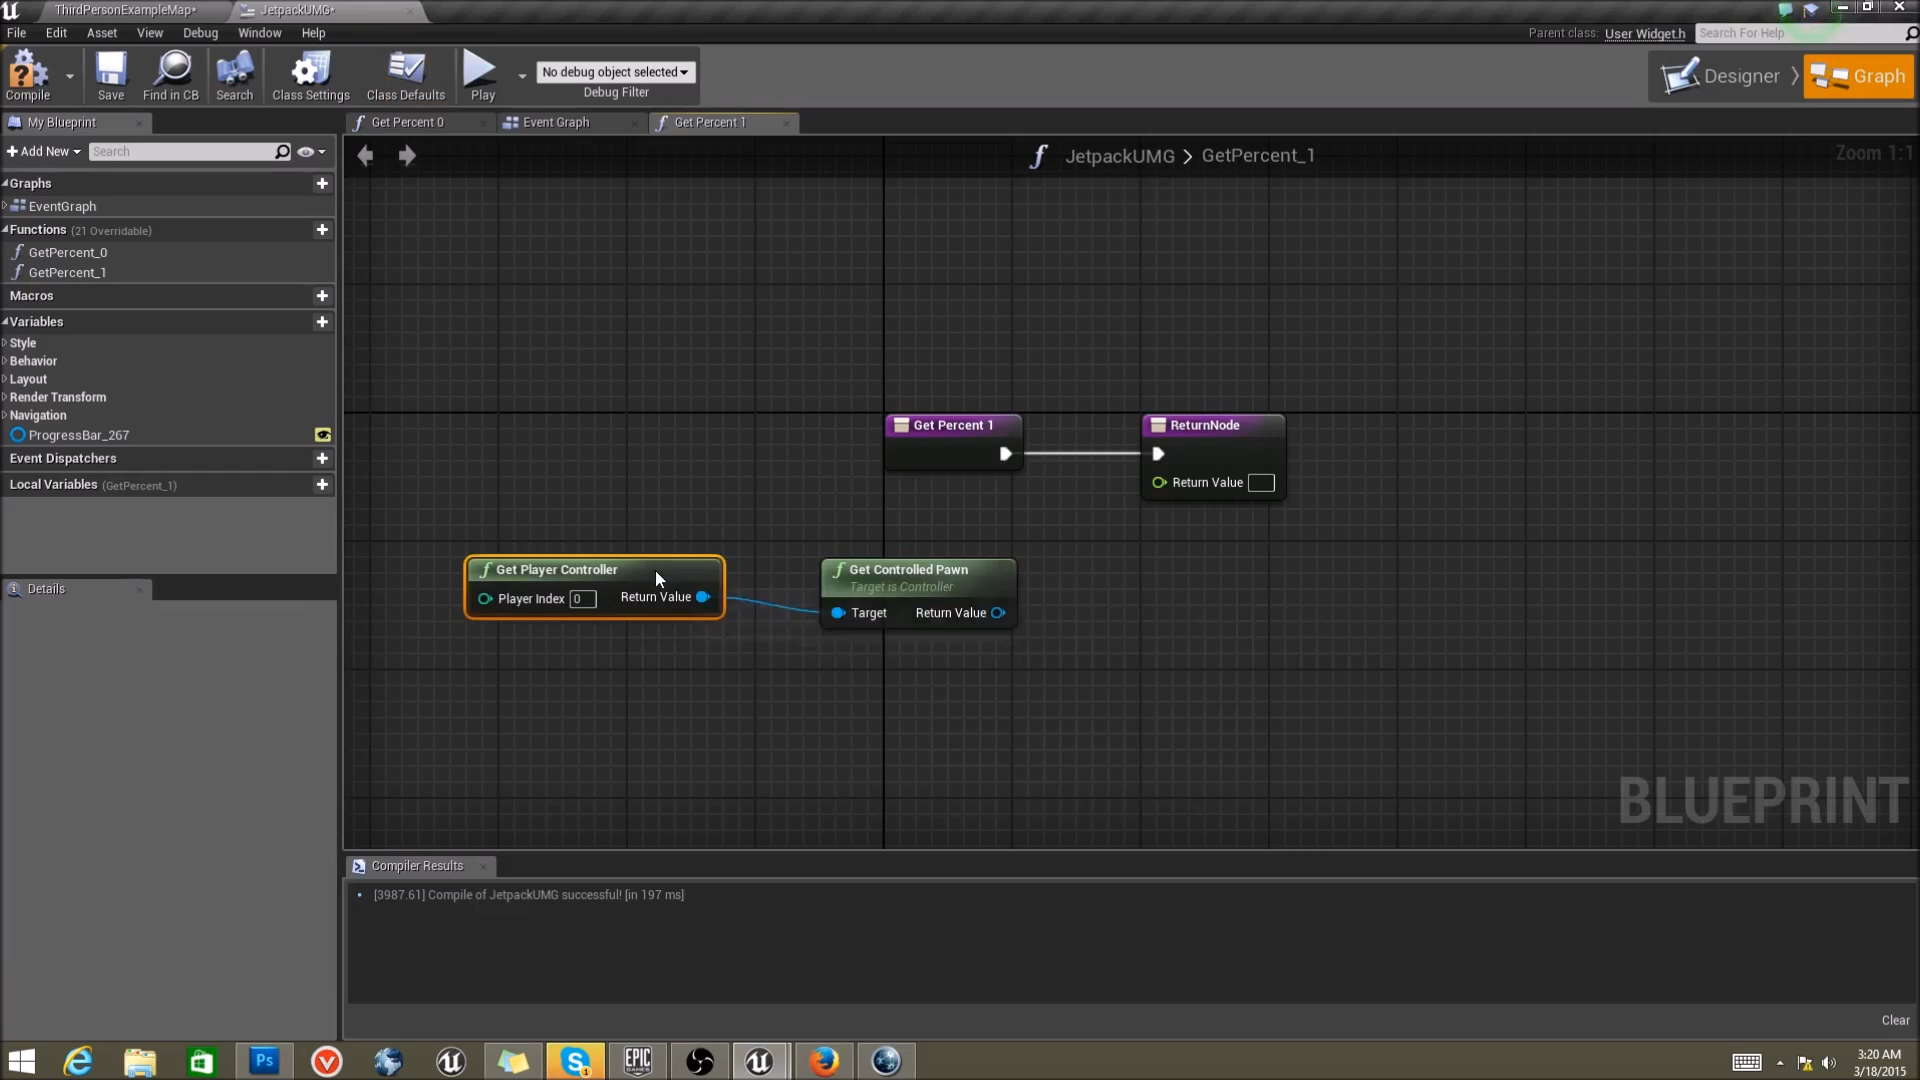 ThirdPersonExampleMap*
JetpackUMG*
File Edit Asset View Debug Window Help
Parent class: User Widget.h
Search For Help
Compile Save Find in CB Search Class Settings Class Defaults Play
No debug object selected
Debug Filter
Designer
Graph
My Blueprint
Get Percent 0
Event Graph
Get Percent 1
Add New
Search
JetpackUMG > GetPercent_1
Zoom 1:1
Graphs
EventGraph
Functions (21 Overridable)
GetPercent_0
GetPercent_1
Macros
Variables
Style
Behavior
Layout
Render Transform
Navigation
ProgressBar_267
Event Dispatchers
Local Variables (GetPercent_1)
Details
Get Percent 1
ReturnNode
Return Value
Get Player Controller
Player Index 0
Return Value
Get Controlled Pawn
Target is Controller
Target
Return Value
BLUEPRINT
Compiler Results
[3987.61] Compile of JetpackUMG successful! [in 197 ms]
Clear
Ps
EPIC
GAMES
S
1
3:20 AM
3/18/2015